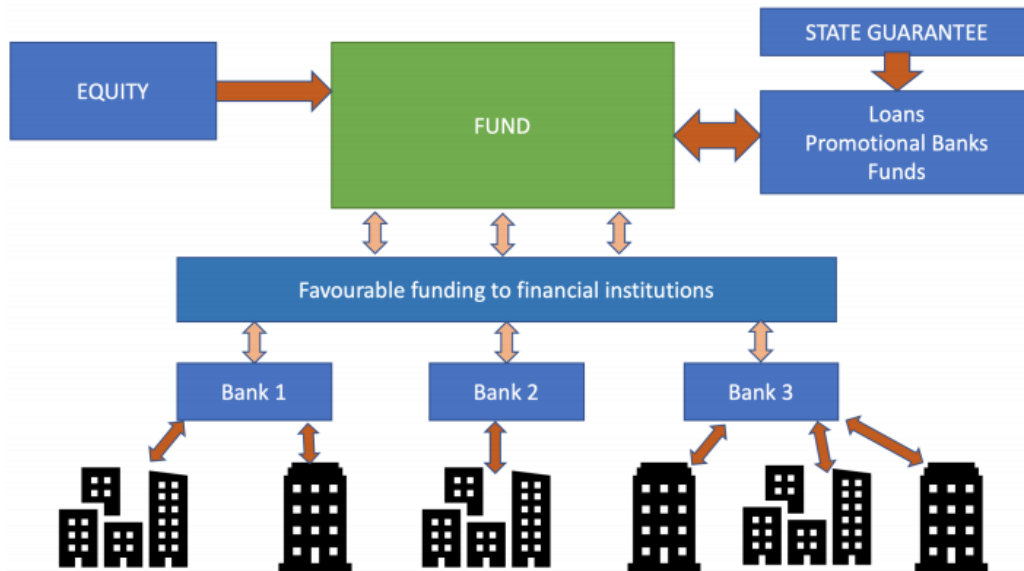 STATE GUARANTEE
EQUITY
FUND
Loans
Promotional Banks
Funds
Favourable funding to financial institutions
Bank 1
Bank 2
Bank 3